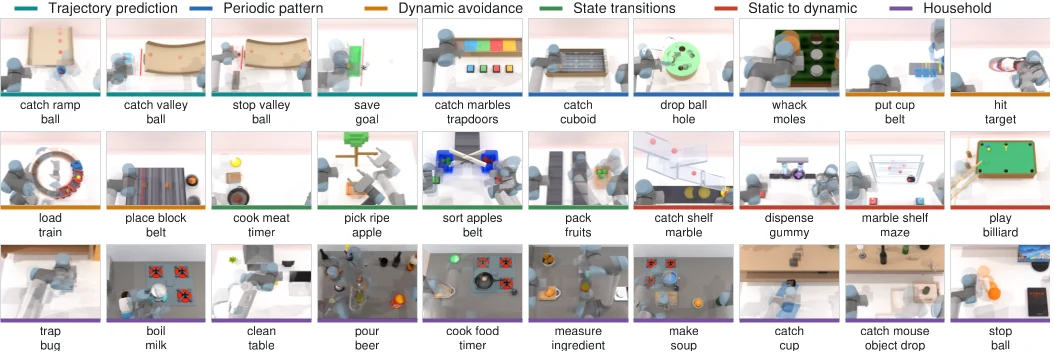 Trajectory prediction Periodic pattern Dynamic avoidance State transitions Static to dynamic Household
catch ramp ball
catch valley ball
stop valley ball
save goal
catch marbles trapdoors
catch cuboid
drop ball hole
whack moles
put cup belt
hit target
load train
place block belt
cook meat timer
pick ripe apple
sort apples belt
pack fruits
catch shelf marble
dispense gummy
marble shelf maze
play billiard
trap bug
boil milk
clean table
pour beer
cook food timer
measure ingredient
make soup
catch cup
catch mouse object drop
stop ball